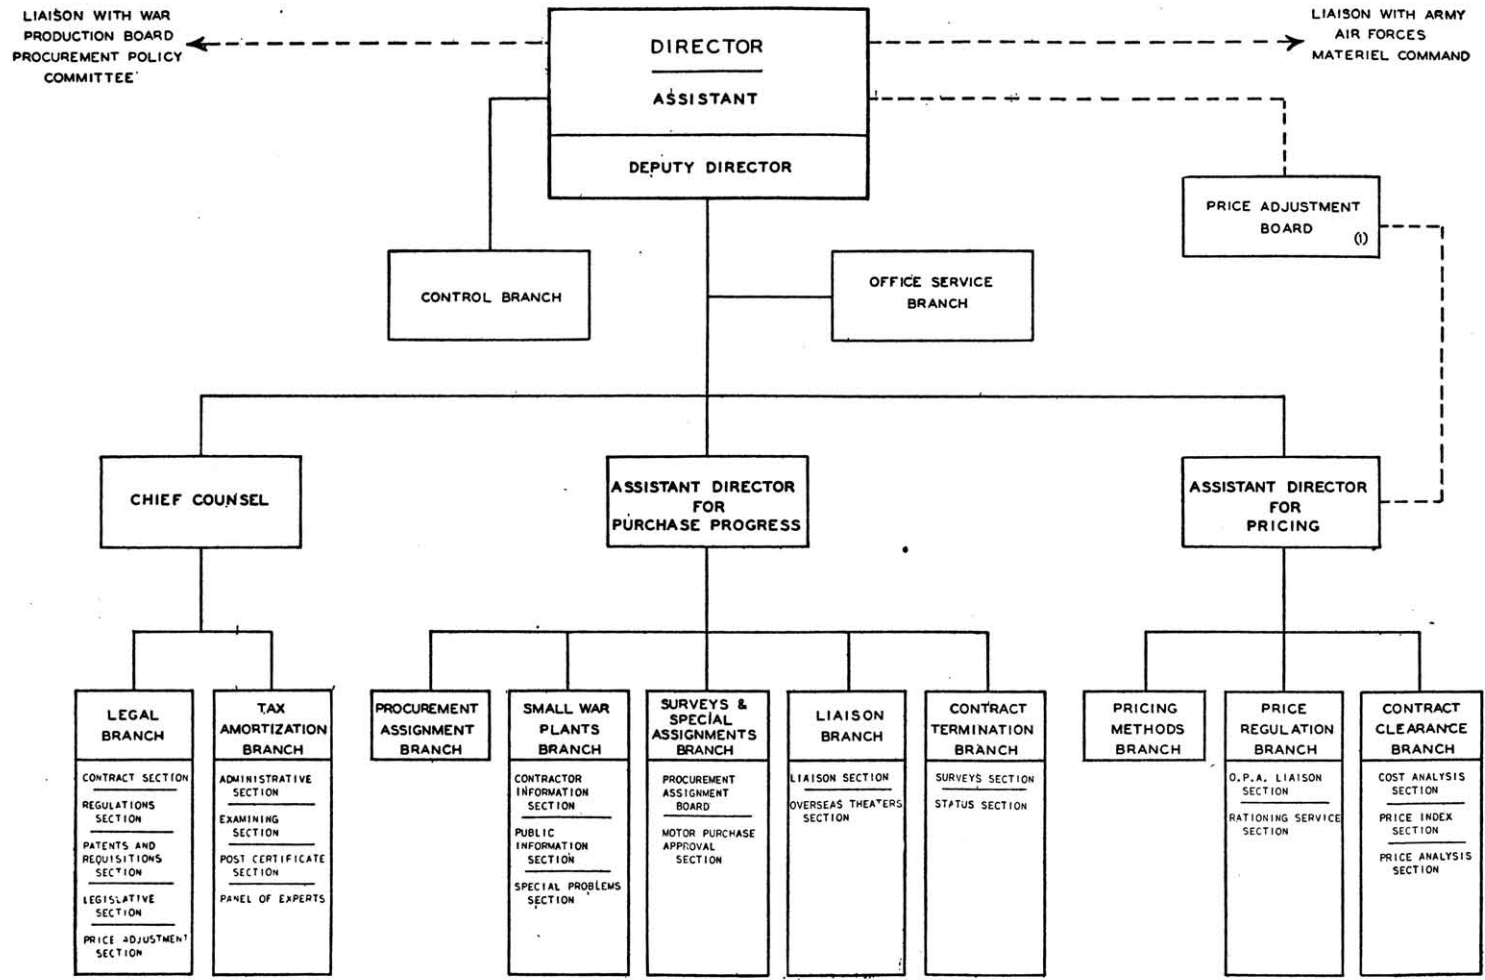 LIAISON WITH WAR
PRODUCTION BOARD
PROCUREMENT POLICY
COMMITTEE
DIRECTOR
ASSISTANT
DEPUTY DIRECTOR
LIAISON WITH ARMY
AIR FORCES
MATERIEL COMMAND
PRICE ADJUSTMENT
BOARD
(1)
CONTROL BRANCH
OFFICE SERVICE
BRANCH
CHIEF COUNSEL
ASSISTANT DIRECTOR
FOR
PURCHASE PROGRESS
ASSISTANT DIRECTOR
FOR
PRICING
LEGAL
BRANCH
CONTRACT SECTION
REGULATIONS
SECTION
PATENTS AND
REQUISITIONS
SECTION
LEGISLATIVE
SECTION
PRICE ADJUSTMENT
SECTION
TAX
AMORTIZATION
BRANCH
ADMINISTRATIVE
SECTION
EXAMINING
SECTION
POST CERTIFICATE
SECTION
PANEL OF EXPERTS
PROCUREMENT
ASSIGNMENT
BRANCH
SMALL WAR
PLANTS
BRANCH
CONTRACTOR
INFORMATION
SECTION
PUBLIC
INFORMATION
SECTION
SPECIAL PROBLEMS
SECTION
SURVEYS &
SPECIAL
ASSIGNMENTS
BRANCH
PROCUREMENT
ASSIGNMENT
BOARD
MOTOR PURCHASE
APPROVAL
SECTION
LIAISON
BRANCH
LIAISON SECTION
OVERSEAS THEATERS
SECTION
CONTRACT
TERMINATION
BRANCH
SURVEYS SECTION
STATUS SECTION
PRICING
METHODS
BRANCH
PRICE
REGULATION
BRANCH
O.P.A. LIAISON
SECTION
RATIONING SERVICE
SECTION
CONTRACT
CLEARANCE
BRANCH
COST ANALYSIS
SECTION
PRICE INDEX
SECTION
PRICE ANALYSIS
SECTION